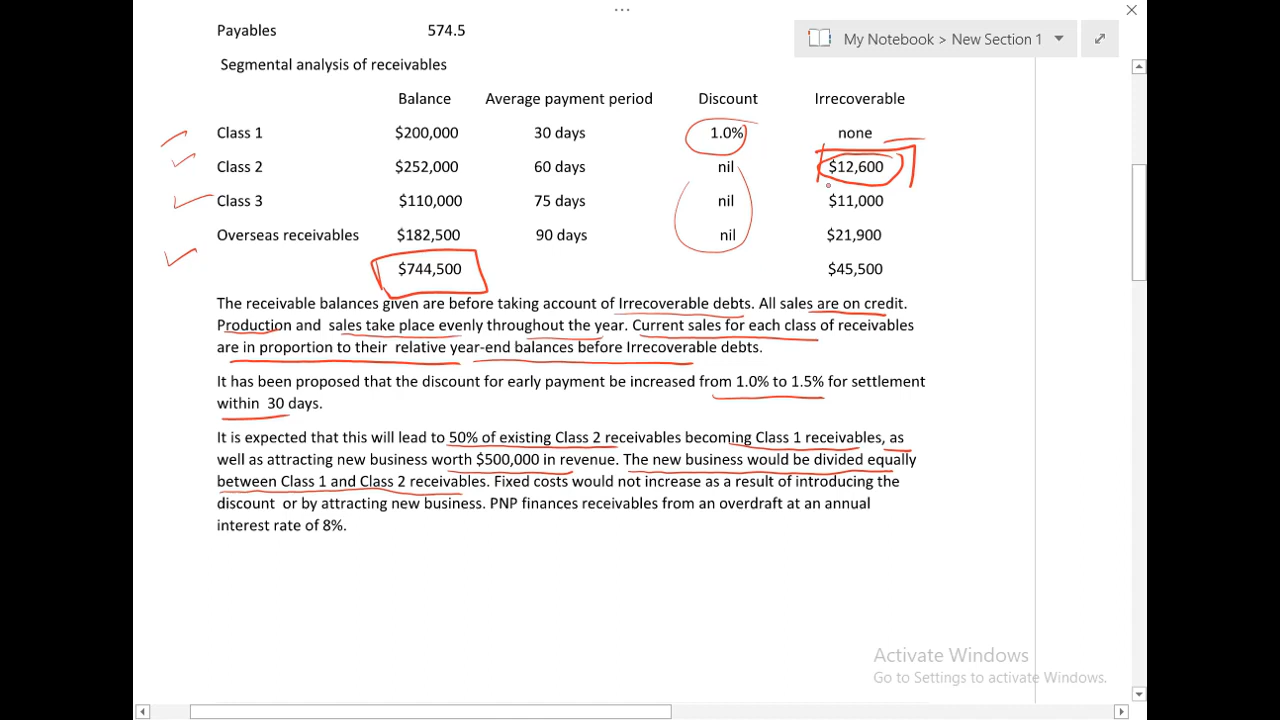 Payables 574.5
My Notebook > New Section 1
Segmental analysis of receivables
Balance Average payment period Discount Irrecoverable
Class 1 $200,000 30 days 1.0% none
Class 2 $252,000 60 days nil $12,600
Class 3 $110,000 75 days nil $11,000
Overseas receivables $182,500 90 days nil $21,900
$744,500 $45,500
The receivable balances given are before taking account of Irrecoverable debts. All sales are on credit.
Production and sales take place evenly throughout the year. Current sales for each class of receivables
are in proportion to their relative year-end balances before Irrecoverable debts.
It has been proposed that the discount for early payment be increased from 1.0% to 1.5% for settlement
within 30 days.
It is expected that this will lead to 50% of existing Class 2 receivables becoming Class 1 receivables, as
well as attracting new business worth $500,000 in revenue. The new business would be divided equally
between Class 1 and Class 2 receivables. Fixed costs would not increase as a result of introducing the
discount or by attracting new business. PNP finances receivables from an overdraft at an annual
interest rate of 8%.
Activate Windows
Go to Settings to activate Windows.